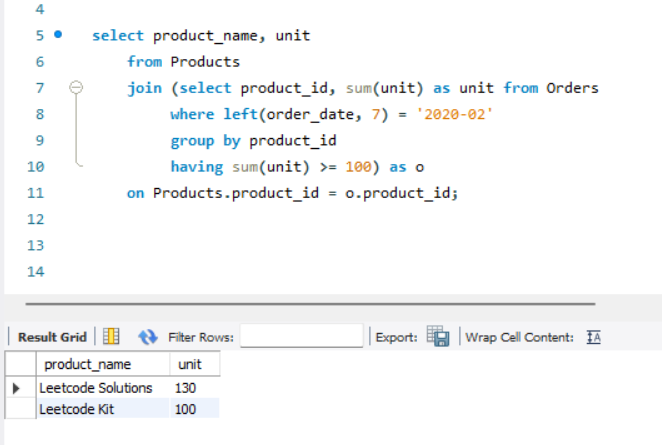 4
5 select product_name, unit
6 from Products
7 join (select product_id, sum(unit) as unit from Orders
8 where left(order_date, 7) = '2020-02'
9 group by product_id
10 having sum(unit) >= 100) as o
11 on Products.product_id = o.product_id;
12
13
14
Result Grid Filter Rows: Export: Wrap Cell Content: IA
product_name unit
Leetcode Solutions 130
Leetcode Kit 100